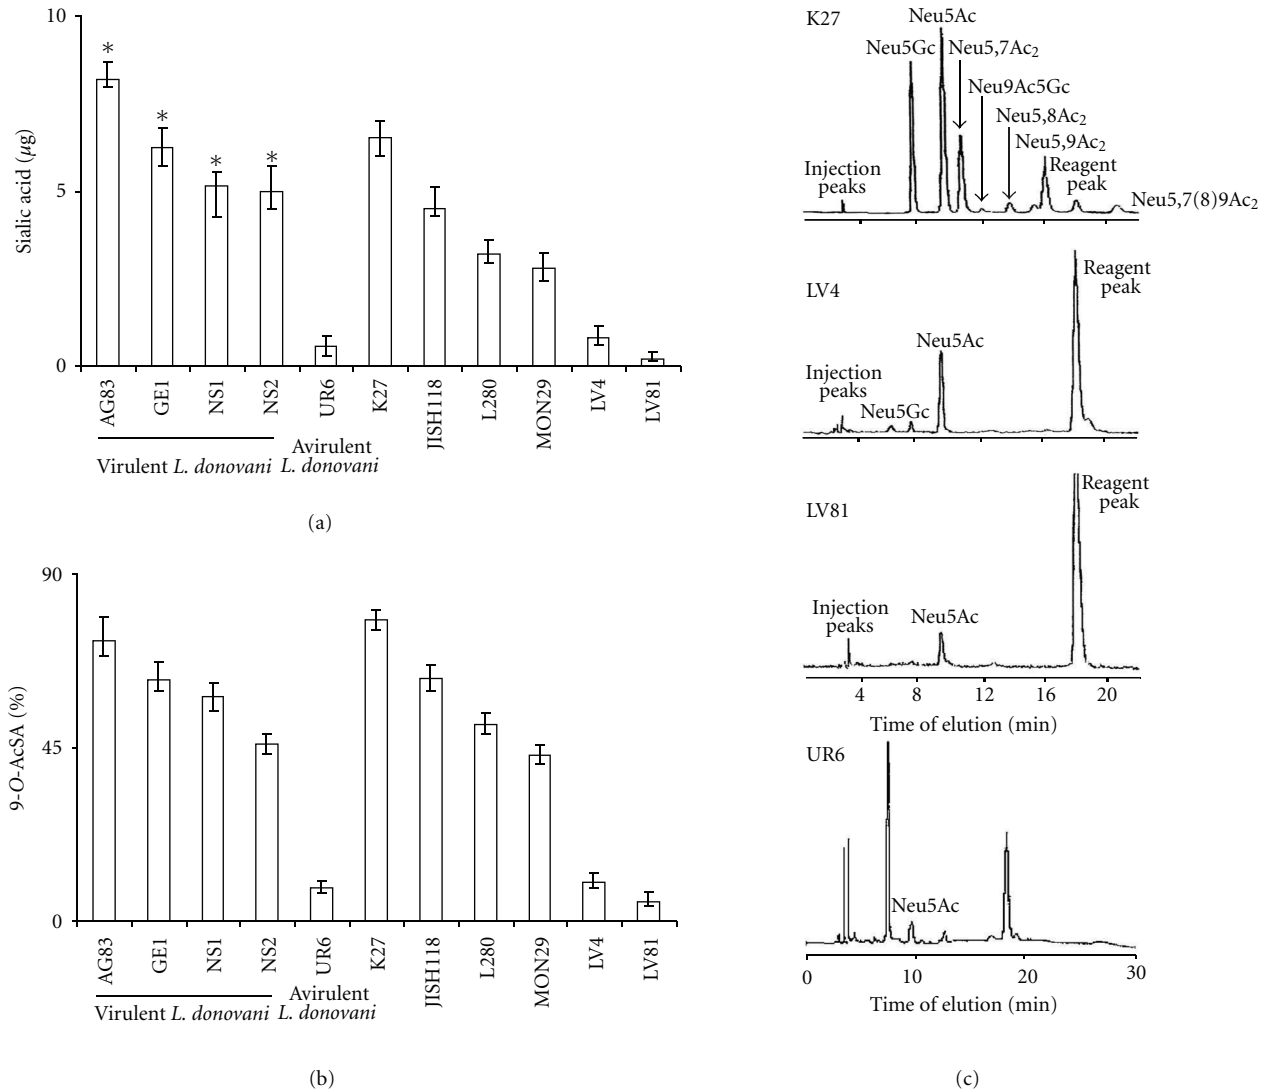 10
5
0
Sialic acid (µg)
*
*
*
*
AG83
GE1
NS1
NS2
UR6
K27
JISH118
L280
MON29
LV4
LV81
Virulent L. donovani
Avirulent
L. donovani
(a)
90
45
0
9-O-AcSA (%)
AG83
GE1
NS1
NS2
UR6
K27
JISH118
L280
MON29
LV4
LV81
Virulent L. donovani
Avirulent
L. donovani
(b)
K27
Neu5Ac
Neu5Gc
Neu5,7Ac₂
Neu9Ac5Gc
Neu5,8Ac₂
Neu5,9Ac₂
Injection
peaks
Reagent
peak
Neu5,7(8)9Ac₂
LV4
Reagent
peak
Neu5Ac
Injection
peaks
Neu5Gc
LV81
Reagent
peak
Injection
peaks
Neu5Ac
4
8
12
16
20
Time of elution (min)
UR6
Neu5Ac
0
10
20
30
Time of elution (min)
(c)